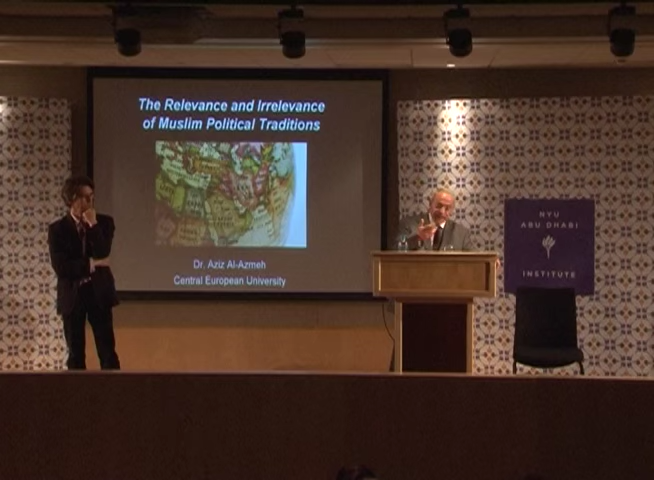 The Relevance and Irrelevance
of Muslim Political Traditions
Dr. Aziz Al-Azmeh
Central European University
NYU
ABU DHABI
INSTITUTE